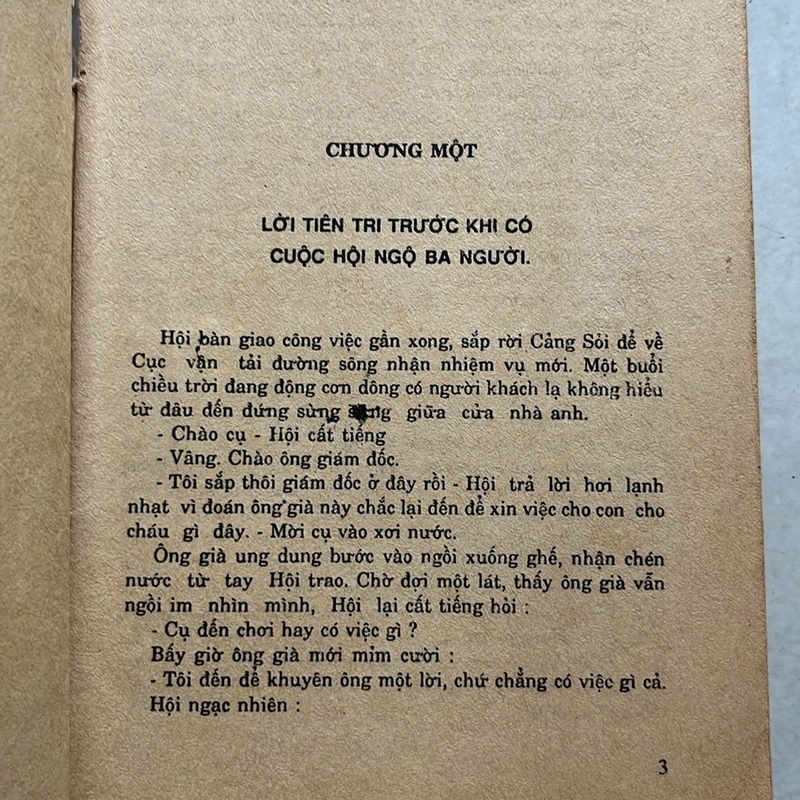 CHƯƠNG MỘT
LỜI TIÊN TRI TRƯỚC KHI CÓ
CUỘC HỘI NGỘ BA NGƯỜI.
Hội bàn giao công việc gần xong, sắp rời Cảng Sỏi để về
Cục vận tải đường sông nhận nhiệm vụ mới. Một buổi
chiều trời đang động cơn dông có người khách lạ không hiểu
từ đâu đến đứng sừng sững giữa cửa nhà anh.
- Chào cụ - Hội cất tiếng
- Vâng. Chào ông giám đốc.
- Tôi sắp thôi giám đốc ở đây rồi - Hội trả lời hơi lạnh
nhạt vì đoán ông già này chắc lại đến để xin việc cho con cho
cháu gì đây. - Mời cụ vào xơi nước.
Ông già ung dung bước vào ngồi xuống ghế, nhận chén
nước từ tay Hội trao. Chờ đợi một lát, thấy ông già vẫn
ngồi im nhìn mình, Hội lại cất tiếng hỏi :
- Cụ đến chơi hay có việc gì ?
Bấy giờ ông già mới mỉm cười :
- Tôi đến để khuyên ông một lời, chứ chẳng có việc gì cả.
Hội ngạc nhiên :
3